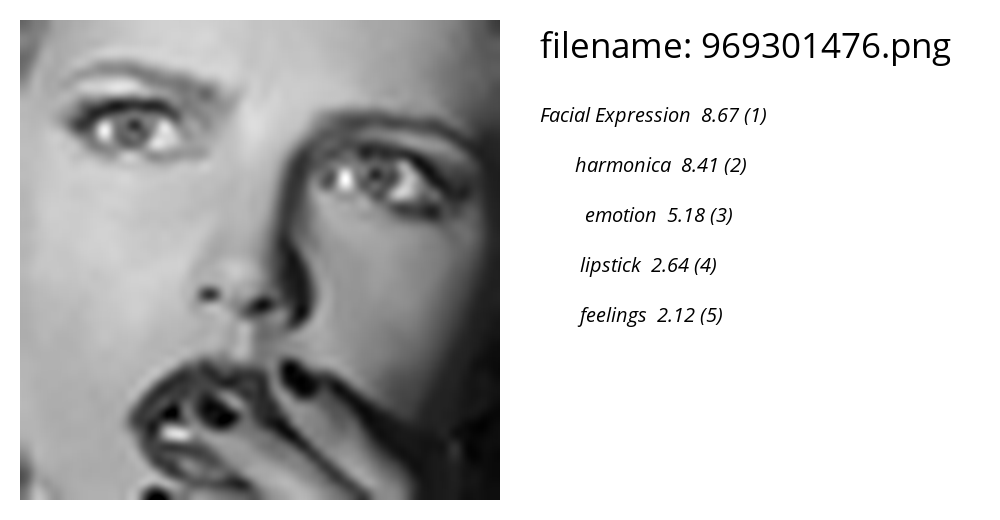 filename: 969301476.png
Facial Expression 8.67 (1)
harmonica 8.41 (2)
emotion 5.18 (3)
lipstick 2.64 (4)
feelings 2.12 (5)